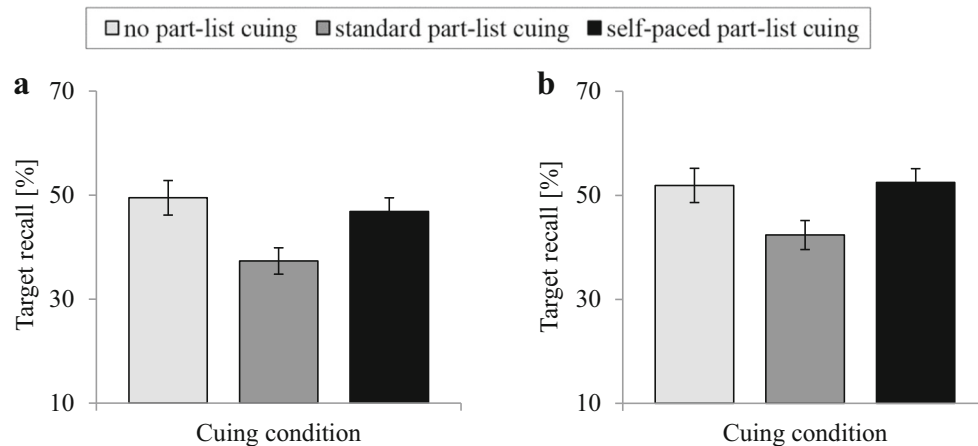 no part-list cuing standard part-list cuing self-paced part-list cuing
a
70
50
30
10
Target recall [%]
Cuing condition
b
70
50
30
10
Target recall [%]
Cuing condition